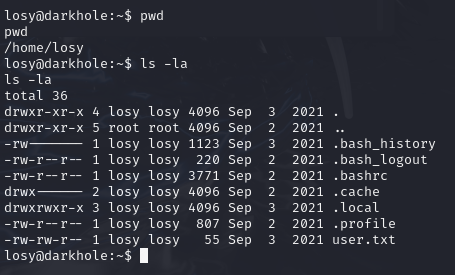 losy@darkhole:~$ pwd
pwd
/home/losy
losy@darkhole:~$ ls -la
ls -la
total 36
drwxr-xr-x 4 losy losy 4096 Sep  3  2021 .
drwxr-xr-x 5 root root 4096 Sep  2  2021 ..
-rw------- 1 losy losy 1123 Sep  3  2021 .bash_history
-rw-r--r-- 1 losy losy  220 Sep  2  2021 .bash_logout
-rw-r--r-- 1 losy losy 3771 Sep  2  2021 .bashrc
drwx------ 2 losy losy 4096 Sep  2  2021 .cache
drwxrwxr-x 3 losy losy 4096 Sep  3  2021 .local
-rw-r--r-- 1 losy losy  807 Sep  2  2021 .profile
-rw-rw-r-- 1 losy losy   55 Sep  3  2021 user.txt
losy@darkhole:~$